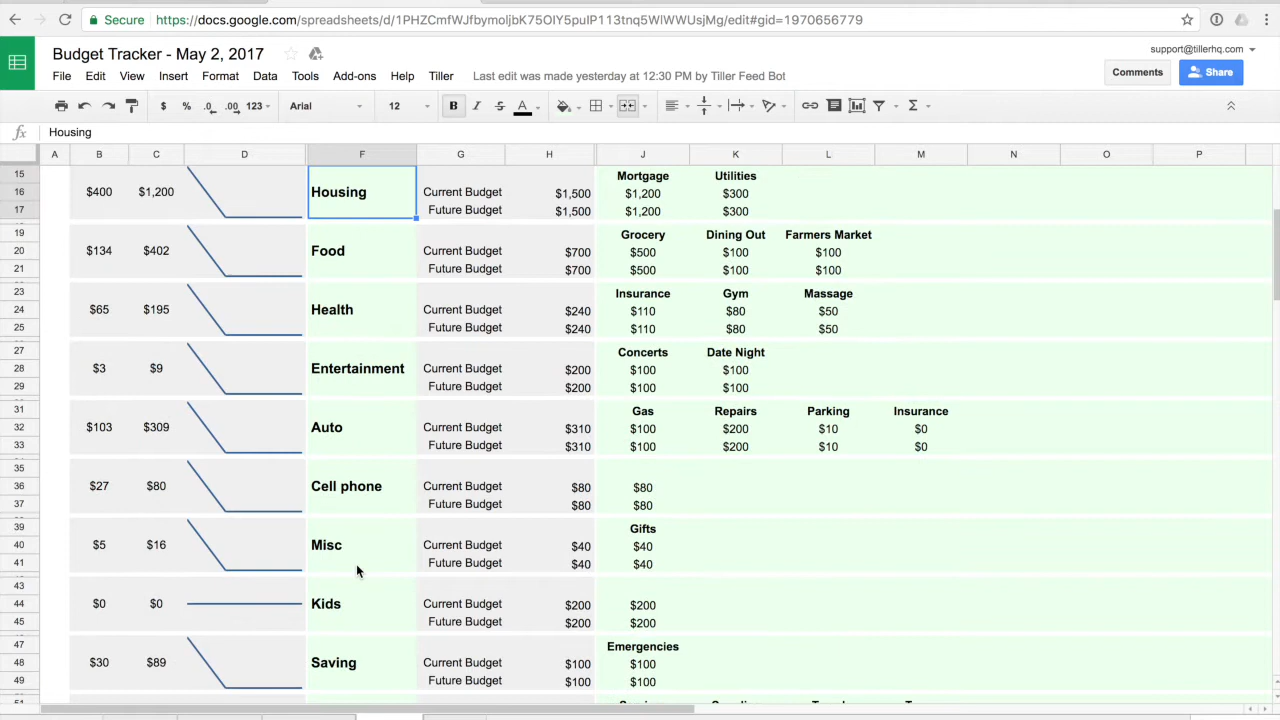 Secure https://docs.google.com/spreadsheets/d/1PHZCmfWJfbymoljbK75OIY5puIP113tnq5WlWWUsjMg/edit#gid=1970656779
Budget Tracker - May 2, 2017
support@tillerhq.com
File Edit View Insert Format Data Tools Add-ons Help Tiller Last edit was made yesterday at 12:30 PM by Tiller Feed Bot
Comments Share
$ % .0 .00 123 Arial 12 B I S A Σ
fx Housing
A B C D F G H J K L M N O P
15 Mortgage Utilities
16 $400 $1,200 Housing Current Budget $1,500 $1,200 $300
17 Future Budget $1,500 $1,200 $300
19 Grocery Dining Out Farmers Market
20 $134 $402 Food Current Budget $700 $500 $100 $100
21 Future Budget $700 $500 $100 $100
23 Insurance Gym Massage
24 $65 $195 Health Current Budget $240 $110 $80 $50
25 Future Budget $240 $110 $80 $50
27 Concerts Date Night
28 $3 $9 Entertainment Current Budget $200 $100 $100
29 Future Budget $200 $100 $100
31 Gas Repairs Parking Insurance
32 $103 $309 Auto Current Budget $310 $100 $200 $10 $0
33 Future Budget $310 $100 $200 $10 $0
35
36 $27 $80 Cell phone Current Budget $80 $80
37 Future Budget $80 $80
39 Gifts
40 $5 $16 Misc Current Budget $40 $40
41 Future Budget $40 $40
43
44 $0 $0 Kids Current Budget $200 $200
45 Future Budget $200 $200
47 Emergencies
48 $30 $89 Saving Current Budget $100 $100
49 Future Budget $100 $100